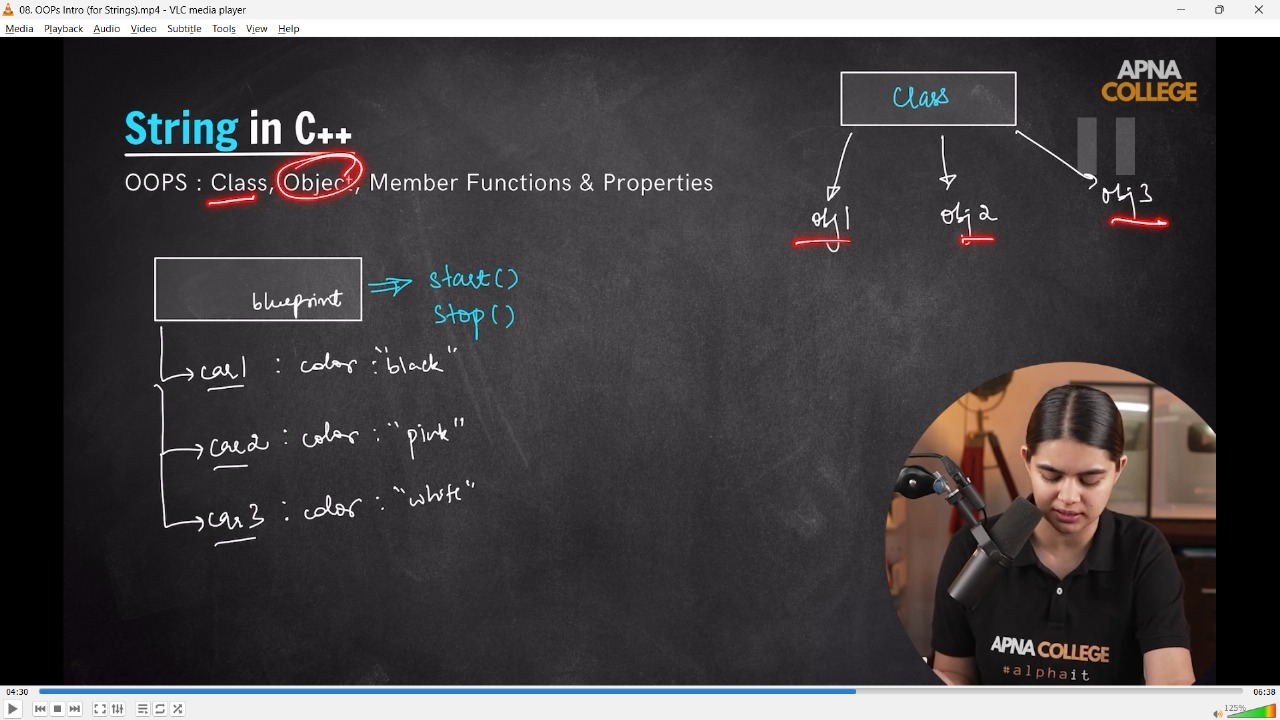 08. OOPs Intro (for Strings).mp4 - VLC media player
Media Playback Audio Video Subtitle Tools View Help
APNA
COLLEGE
Class
String in C++
OOPS : Class, Object, Member Functions & Properties
obj1
obj2
obj3
blueprint
start()
stop()
car1 : color : "black"
car2 : color : "pink"
car3 : color : "white"
APNA COLLEGE
#alphait
04:30
06:38
125%